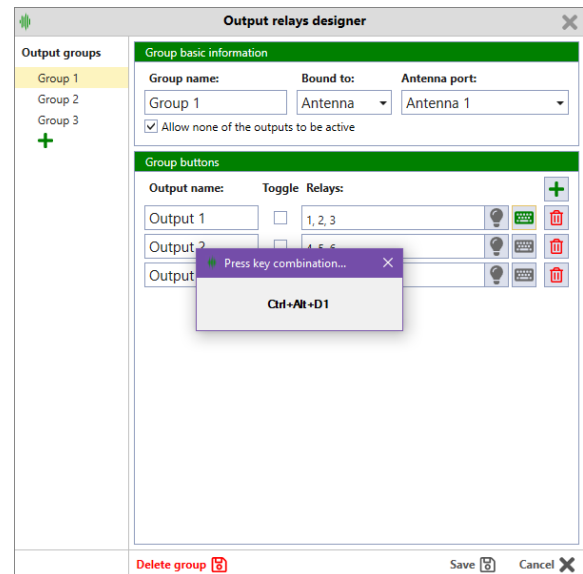 Output relays designer
Output groups
Group 1
Group 2
Group 3
Group basic information
Group name: Bound to: Antenna port:
Group 1 Antenna Antenna 1
Allow none of the outputs to be active
Group buttons
Output name: Toggle Relays:
Output 1 1, 2, 3
Output 2 4, 5, 6
Output
Press key combination...
Ctrl+Alt+D1
Delete group Save Cancel